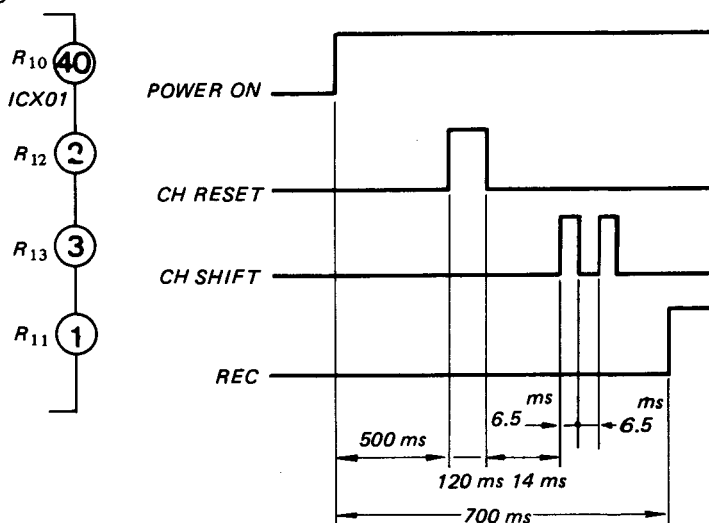 R10 40
ICX01
POWER ON
R12 2
CH RESET
R13 3
CH SHIFT
R11 1
REC
ms ms
6.5 6.5
500 ms
120 ms 14 ms
700 ms